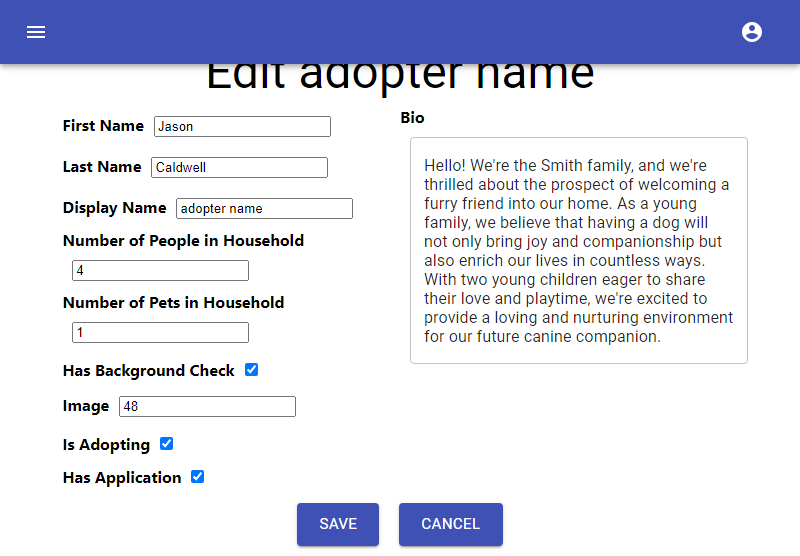 Edit adopter name
First Name Jason
Last Name Caldwell
Display Name adopter name
Number of People in Household
4
Number of Pets in Household
1
Has Background Check
Image 48
Is Adopting
Has Application
Bio
Hello! We're the Smith family, and we're
thrilled about the prospect of welcoming a
furry friend into our home. As a young
family, we believe that having a dog will
not only bring joy and companionship but
also enrich our lives in countless ways.
With two young children eager to share
their love and playtime, we're excited to
provide a loving and nurturing environment
for our future canine companion.
SAVE CANCEL